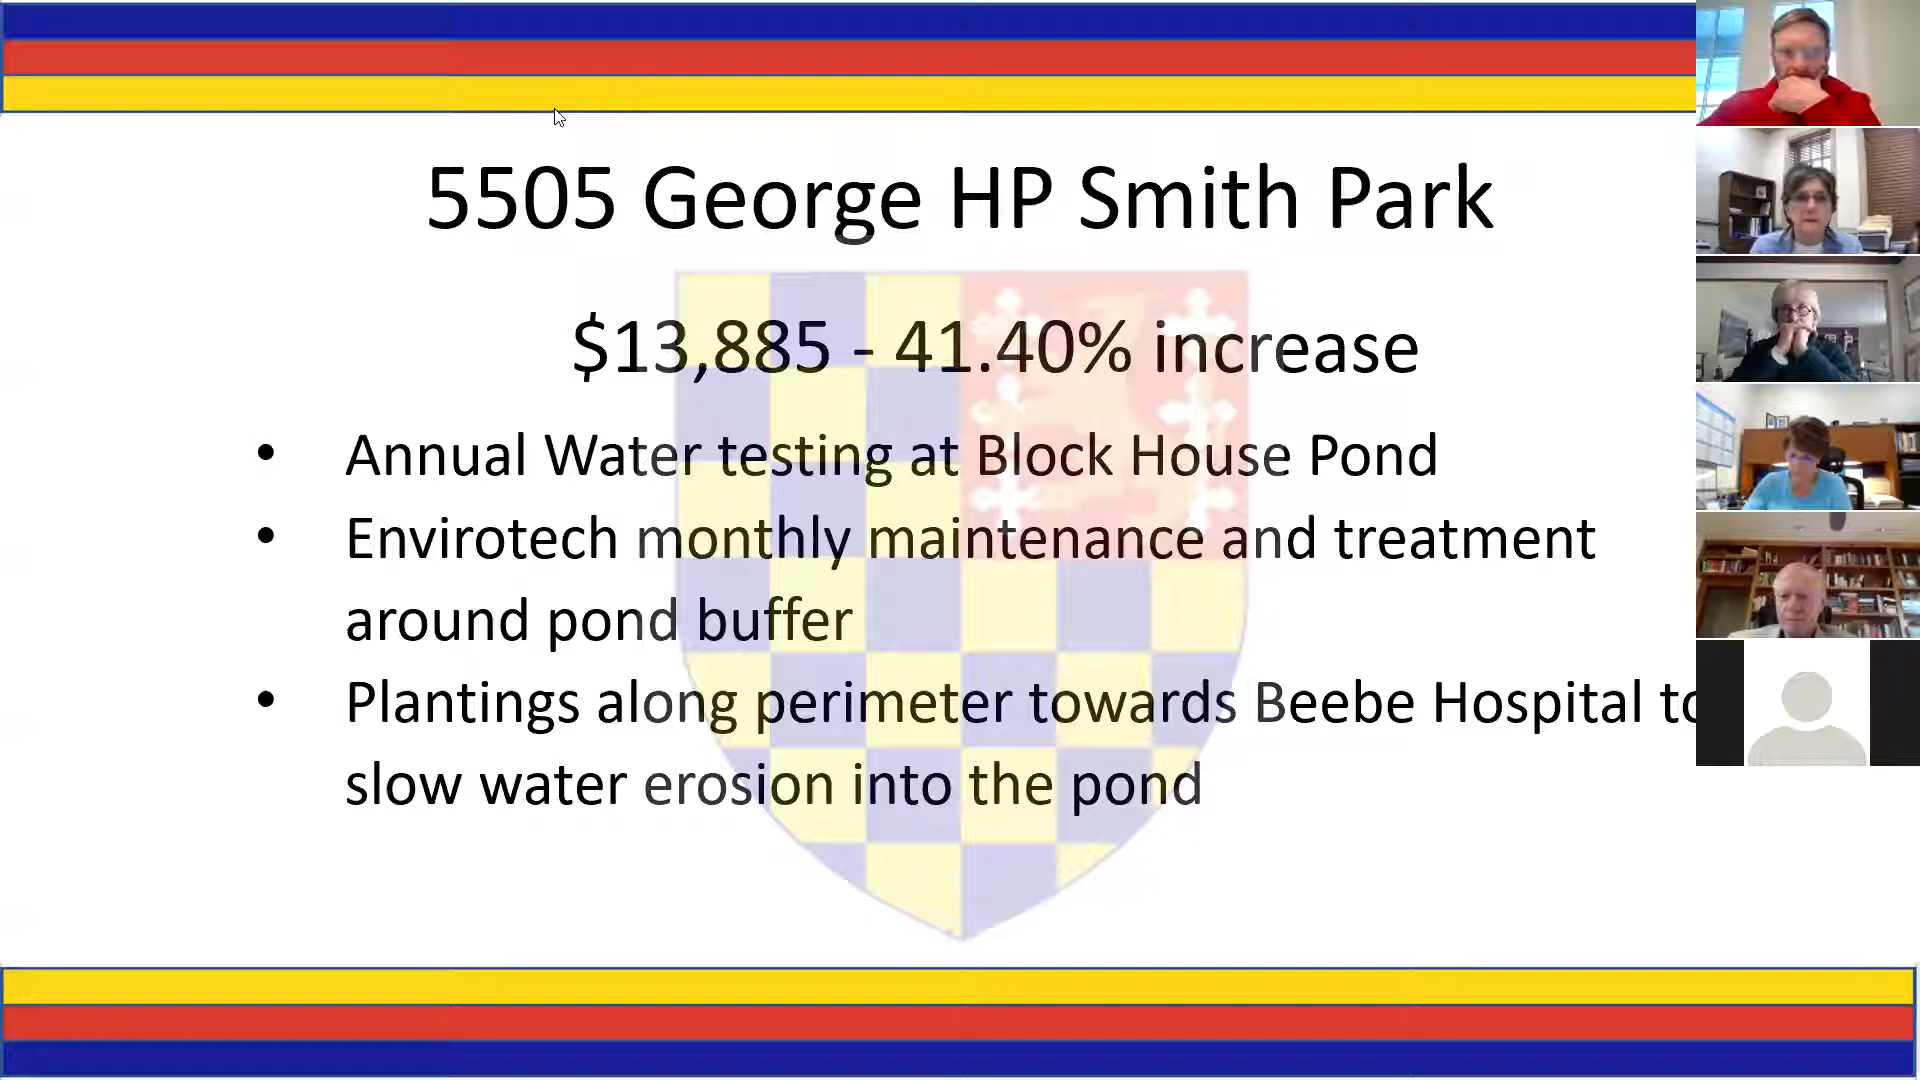 5505 George HP Smith Park
$13,885 - 41.40% increase
• Annual Water testing at Block House Pond
• Envirotech monthly maintenance and treatment
around pond buffer
• Plantings along perimeter towards Beebe Hospital to
slow water erosion into the pond